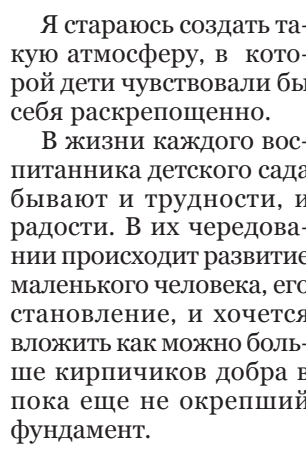 Я стараюсь создать та-
кую атмосферу, в кото-
рой дети чувствовали бы
себя раскрепощенно.
В жизни каждого вос-
питанника детского сада
бывают и трудности, и
радости. В их чередова-
нии происходит развитие
маленького человека, его
становление, и хочется
вложить как можно боль-
ше кирпичиков добра в
пока еще не окрепший
фундамент.